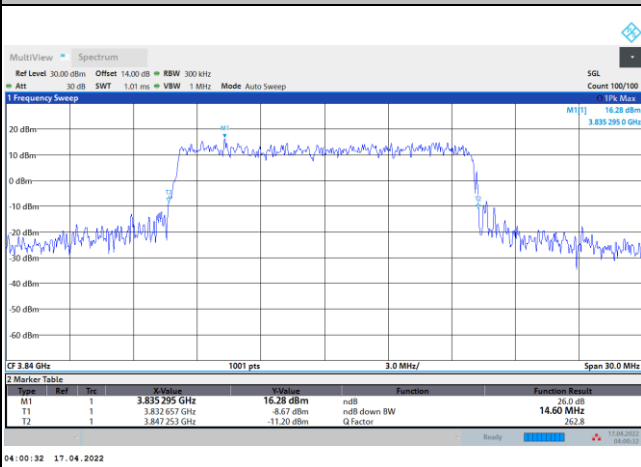 MultiView Spectrum
Ref Level 30.00 dBm Offset 14.00 dB RBW 300 kHz SGL
Att 30 dB SWT 1.01 ms VBW 1 MHz Mode Auto Sweep Count 100/100
1 Frequency Sweep 1Pk Max
M1[1] 16.28 dBm
3.835 295 0 GHz
M1
20 dBm
10 dBm
0 dBm
T1
T2
-10 dBm
-20 dBm
-30 dBm
-40 dBm
-50 dBm
-60 dBm
CF 3.84 GHz 1001 pts 3.0 MHz/ Span 30.0 MHz
2 Marker Table
Type Ref Trc X-Value Y-Value Function Function Result
M1 1 3.835 295 GHz 16.28 dBm ndB 26.0 dB
T1 1 3.832 657 GHz -8.67 dBm ndB down BW 14.60 MHz
T2 1 3.847 253 GHz -11.20 dBm Q Factor 262.8
Ready 17.04.2022
04:00:32
04:00:32 17.04.2022